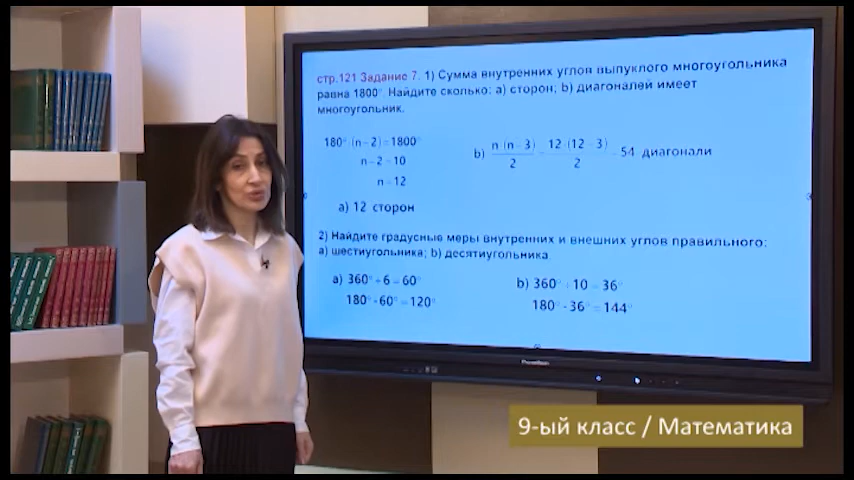 стр.121 Задание 7. 1) Сумма внутренних углов выпуклого многоугольника
равна 1800°. Найдите сколько: a) сторон; b) диагоналей имеет
многоугольник.
180° (n - 2) = 1800°
n - 2 = 10
n = 12
a) 12 сторон
b) n (n - 3) / 2 = 12 (12 - 3) / 2 = 54 диагонали
2) Найдите градусные меры внутренних и внешних углов правильного:
a) шестиугольника; b) десятиугольника
a) 360° ÷ 6 = 60°
180° - 60° = 120°
b) 360° ÷ 10 = 36°
180° - 36° = 144°
9-ый класс / Математика